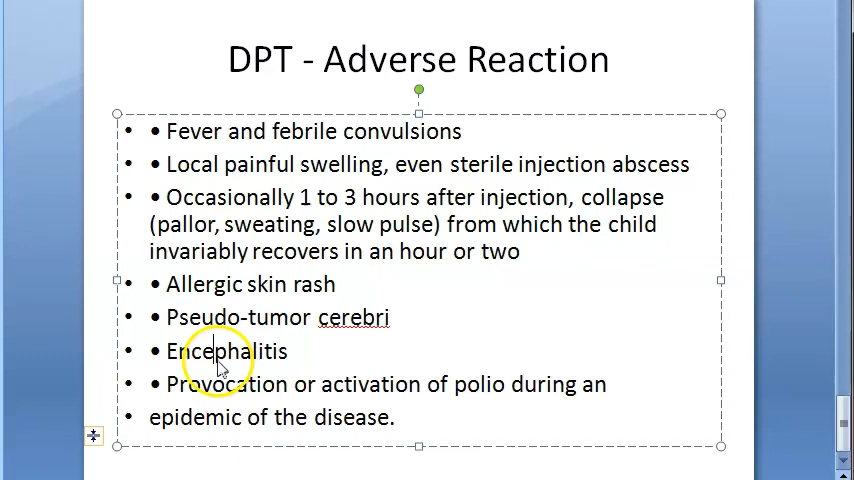 DPT - Adverse Reaction
• • Fever and febrile convulsions
• • Local painful swelling, even sterile injection abscess
• • Occasionally 1 to 3 hours after injection, collapse
(pallor, sweating, slow pulse) from which the child
invariably recovers in an hour or two
• • Allergic skin rash
• • Pseudo-tumor cerebri
• • Encephalitis
• • Provocation or activation of polio during an
• epidemic of the disease.